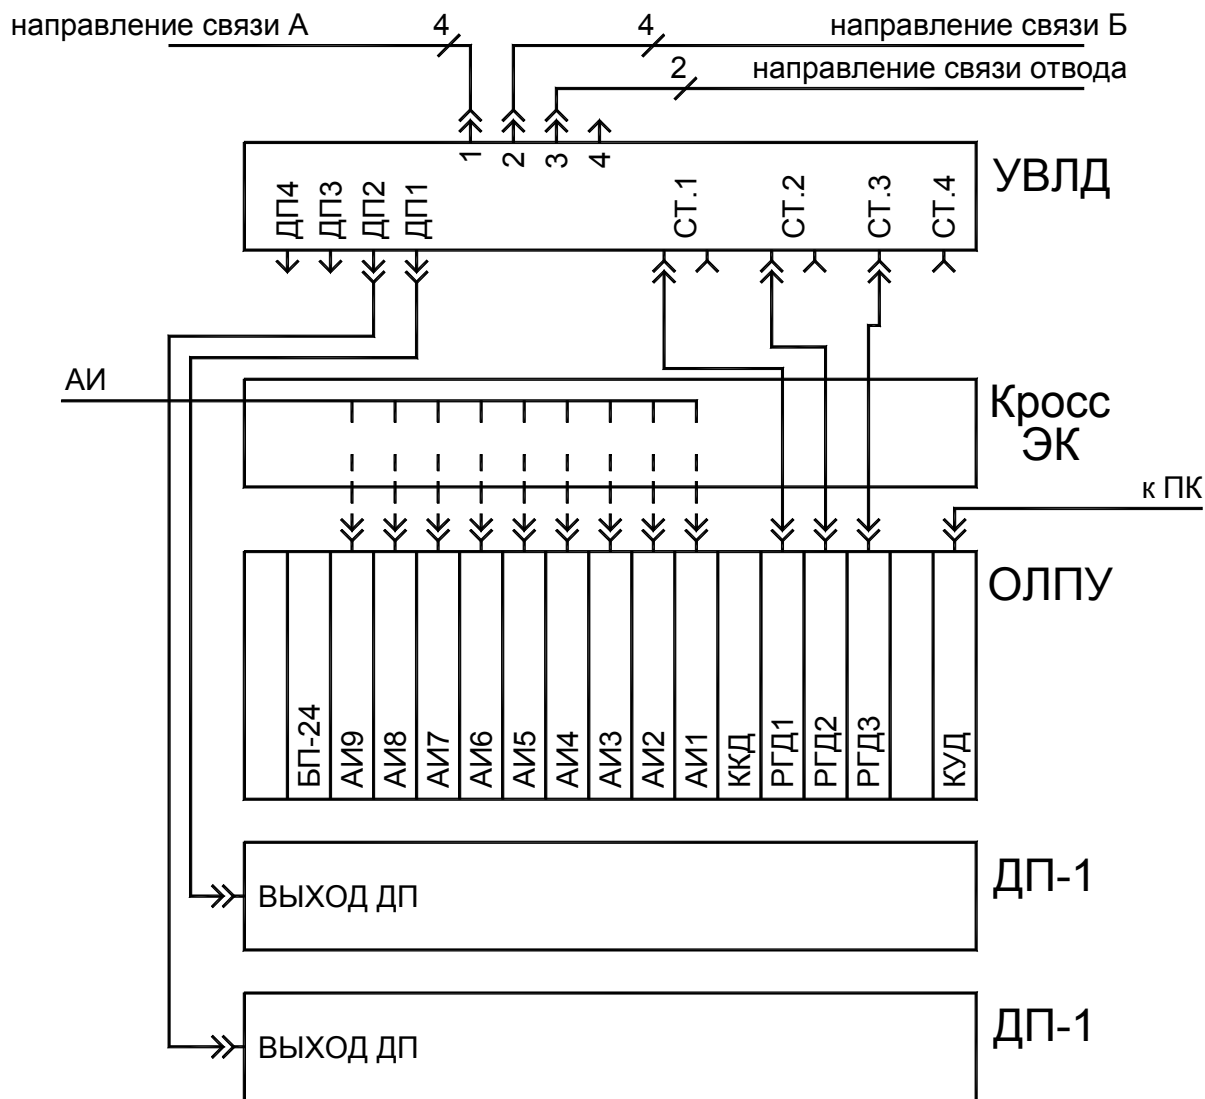 направление связи А
4
4
направление связи Б
2
направление связи отвода
1
2
3
4
УВЛД
ДП4
ДП3
ДП2
ДП1
СТ.1
СТ.2
СТ.3
СТ.4
АИ
Кросс
ЭК
к ПК
ОЛПУ
БП-24
АИ9
АИ8
АИ7
АИ6
АИ5
АИ4
АИ3
АИ2
АИ1
ККД
РГД1
РГД2
РГД3
КУД
ДП-1
ВЫХОД ДП
ДП-1
ВЫХОД ДП